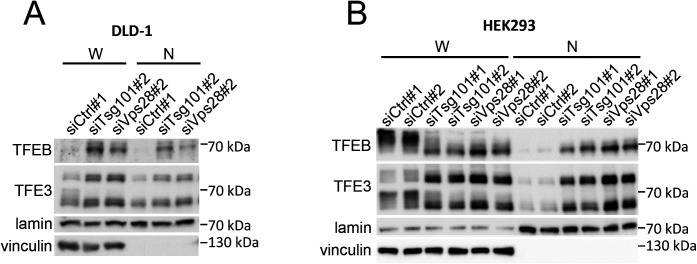 A
DLD-1
W N
siCtrl#1 siTsg101#2 siVps28#2 siCtrl#1 siTsg101#2 siVps28#2
TFEB 70 kDa
TFE3 70 kDa
lamin 70 kDa
vinculin 130 kDa
B
HEK293
W N
siCtrl#1 siCtrl#2 siTsg101#1 siTsg101#2 siVps28#1 siVps28#2 siCtrl#1 siCtrl#2 siTsg101#1 siTsg101#2 siVps28#1 siVps28#2
TFEB 70 kDa
TFE3 70 kDa
lamin 70 kDa
vinculin 130 kDa